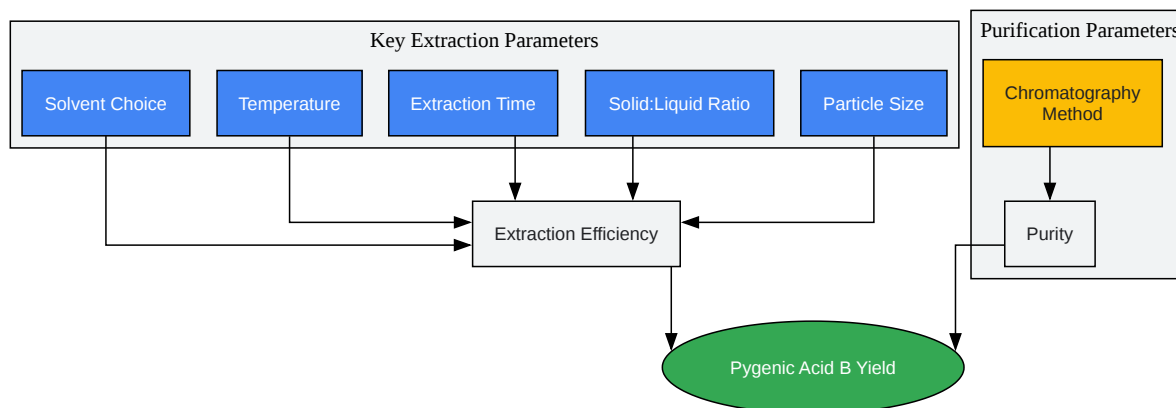 Key Extraction Parameters
Purification Parameters
Solvent Choice
Temperature
Extraction Time
Solid:Liquid Ratio
Particle Size
Chromatography
Method
Extraction Efficiency
Purity
Pygenic Acid B Yield